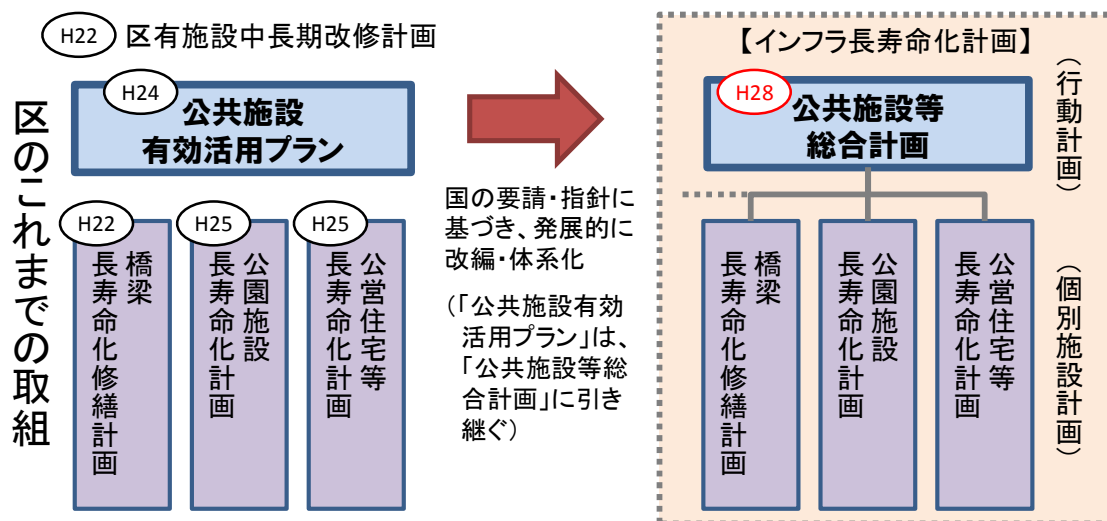 H22 区有施設中長期改修計画
区のこれまでの取組
H24
公共施設
有効活用プラン
H22
橋梁
長寿命化修繕計画
H25
公園施設
長寿命化計画
H25
公営住宅等
長寿命化計画
国の要請・指針に
基づき、発展的に
改編・体系化
(「公共施設有効
活用プラン」は、
「公共施設等総
合計画」に引き
継ぐ)
【インフラ長寿命化計画】
H28
公共施設等
総合計画
(行動計画)
橋梁
長寿命化修繕計画
公園施設
長寿命化計画
公営住宅等
長寿命化計画
(個別施設計画)